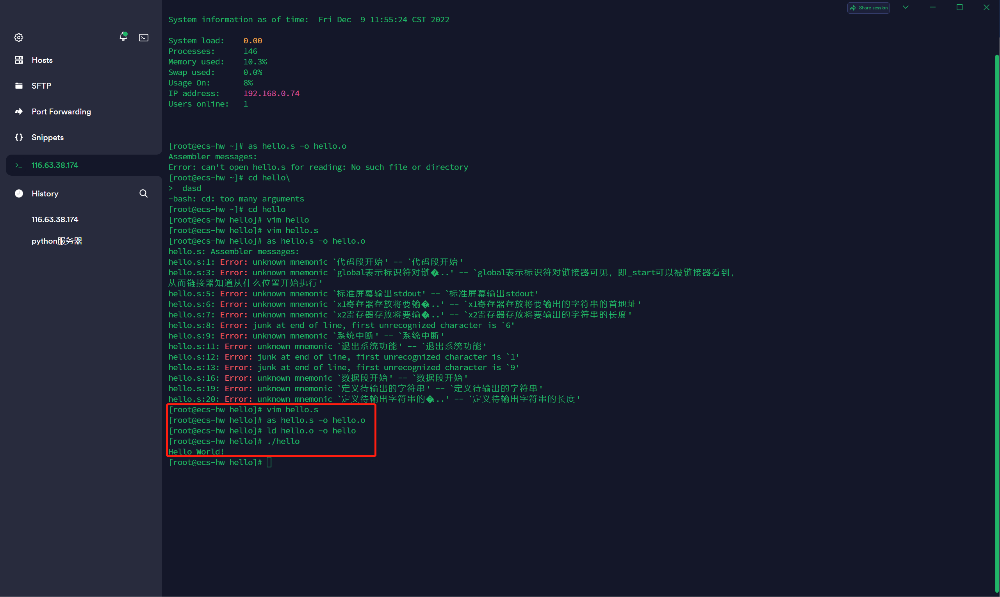 Share session
Hosts
SFTP
Port Forwarding
Snippets
116.63.38.174
History
116.63.38.174
python服务器
System information as of time:  Fri Dec  9 11:55:24 CST 2022
System load:    0.00
Processes:      146
Memory used:    10.3%
Swap used:      0.0%
Usage On:       8%
IP address:     192.168.0.74
Users online:   1
[root@ecs-hw ~]# as hello.s -o hello.o
Assembler messages:
Error: can't open hello.s for reading: No such file or directory
[root@ecs-hw ~]# cd hello\
>  dasd
-bash: cd: too many arguments
[root@ecs-hw ~]# cd hello
[root@ecs-hw hello]# vim hello
[root@ecs-hw hello]# vim hello.s
[root@ecs-hw hello]# as hello.s -o hello.o
hello.s: Assembler messages:
hello.s:1: Error: unknown mnemonic `代码段开始' -- `代码段开始'
hello.s:3: Error: unknown mnemonic `global表示标识符对链�...' -- `global表示标识符对链接器可见，即_start可以被链接器看到，
从而链接器知道从什么位置开始执行'
hello.s:5: Error: unknown mnemonic `标准屏幕输出stdout' -- `标准屏幕输出stdout'
hello.s:6: Error: unknown mnemonic `x1寄存器存放将要输�...' -- `x1寄存器存放将要输出的字符串的首地址'
hello.s:7: Error: unknown mnemonic `x2寄存器存放将要输�...' -- `x2寄存器存放将要输出的字符串的长度'
hello.s:8: Error: junk at end of line, first unrecognized character is `6'
hello.s:9: Error: unknown mnemonic `系统中断' -- `系统中断'
hello.s:11: Error: unknown mnemonic `退出系统功能' -- `退出系统功能'
hello.s:12: Error: junk at end of line, first unrecognized character is `1'
hello.s:13: Error: junk at end of line, first unrecognized character is `9'
hello.s:16: Error: unknown mnemonic `数据段开始' -- `数据段开始'
hello.s:19: Error: unknown mnemonic `定义待输出的字符串' -- `定义待输出的字符串'
hello.s:20: Error: unknown mnemonic `定义待输出字符串的�...' -- `定义待输出字符串的长度'
[root@ecs-hw hello]# vim hello.s
[root@ecs-hw hello]# as hello.s -o hello.o
[root@ecs-hw hello]# ld hello.o -o hello
[root@ecs-hw hello]# ./hello
Hello World!
[root@ecs-hw hello]#